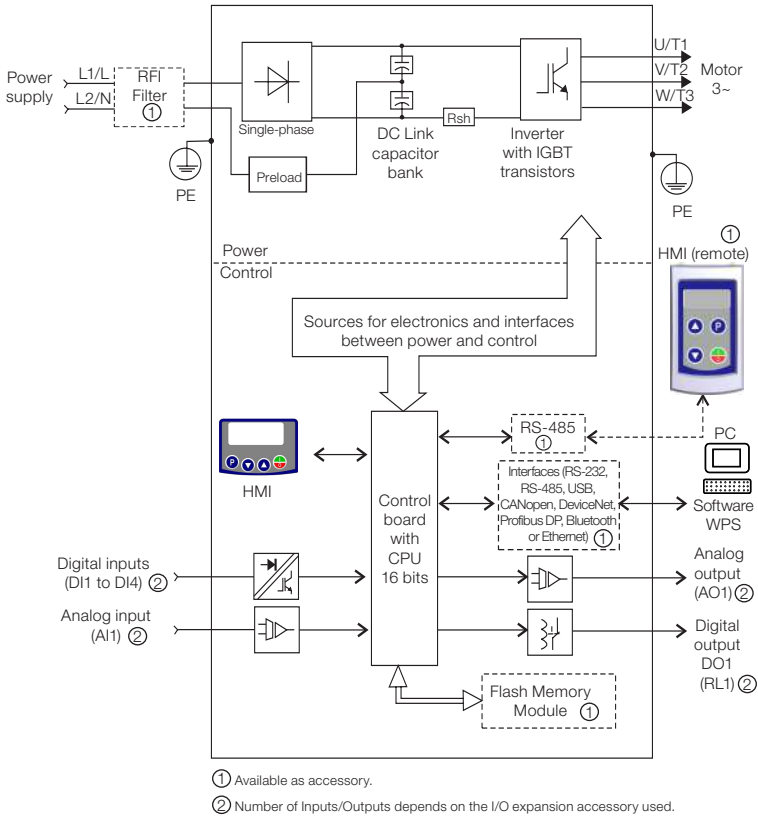 Power
supply
L1/L
L2/N
RFI
Filter
①
PE
Single-phase
Preload
DC Link
capacitor
bank
Rsh
Inverter
with IGBT
transistors
U/T1
V/T2
W/T3
Motor
3~
PE
Power
Control
①
HMI (remote)
P
Sources for electronics and interfaces
between power and control
P
HMI
Control
board
with
CPU
16 bits
RS-485
①
Interfaces (RS-232,
RS-485, USB,
CANopen, DeviceNet,
Profibus DP, Bluetooth
or Ethernet) ①
PC
Software
WPS
Digital inputs
(DI1 to DI4) ②
Analog input
(AI1) ②
Analog
output
(AO1) ②
Digital
output
DO1
(RL1) ②
Flash Memory
Module ①
① Available as accessory.
② Number of Inputs/Outputs depends on the I/O expansion accessory used.